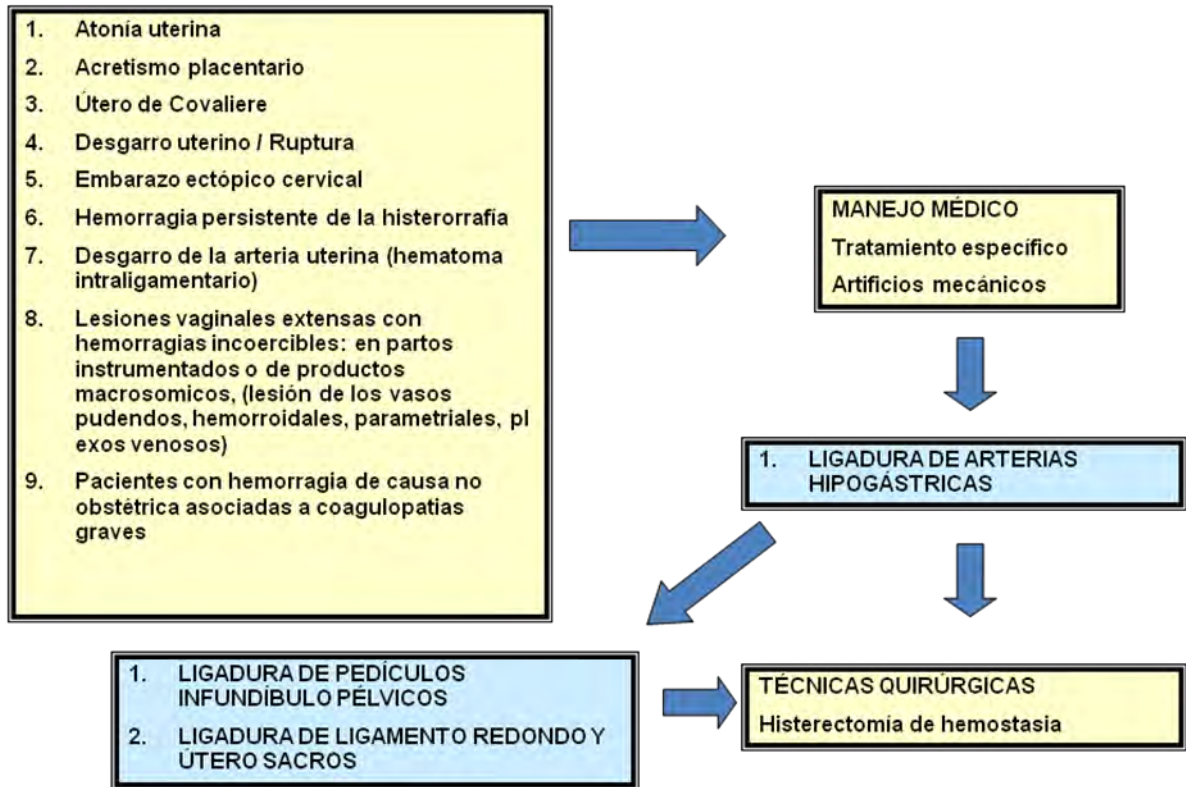 1. Atonía uterina
2. Acretismo placentario
3. Útero de Covaliere
4. Desgarro uterino / Ruptura
5. Embarazo ectópico cervical
6. Hemorragia persistente de la histerorrafía
7. Desgarro de la arteria uterina (hematoma
intraligamentario)
8. Lesiones vaginales extensas con
hemorragias incoercibles: en partos
instrumentados o de productos
macrosomicos, (lesión de los vasos
pudendos, hemorroidales, parametriales, pl
exos venosos)
9. Pacientes con hemorragia de causa no
obstétrica asociadas a coagulopatias
graves
MANEJO MÉDICO
Tratamiento específico
Artificios mecánicos
1. LIGADURA DE ARTERIAS
HIPOGÁSTRICAS
1. LIGADURA DE PEDÍCULOS
INFUNDÍBULO PÉLVICOS
2. LIGADURA DE LIGAMENTO REDONDO Y
ÚTERO SACROS
TÉCNICAS QUIRÚRGICAS
Histerectomía de hemostasia